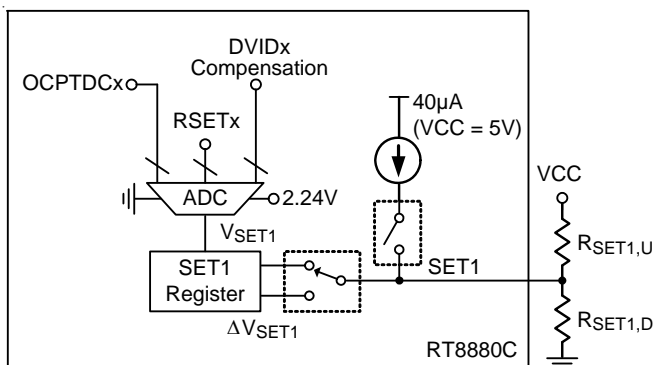 DVIDx
Compensation
OCPTDCx
RSETx
40µA
(VCC = 5V)
ADC
2.24V
VCC
VSET1
RSET1,U
SET1
Register
SET1
ΔVSET1
RSET1,D
RT8880C